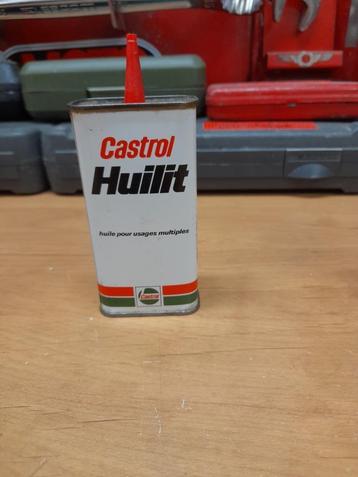 Castrol
Huilit
huile pour usages multiples
Castrol